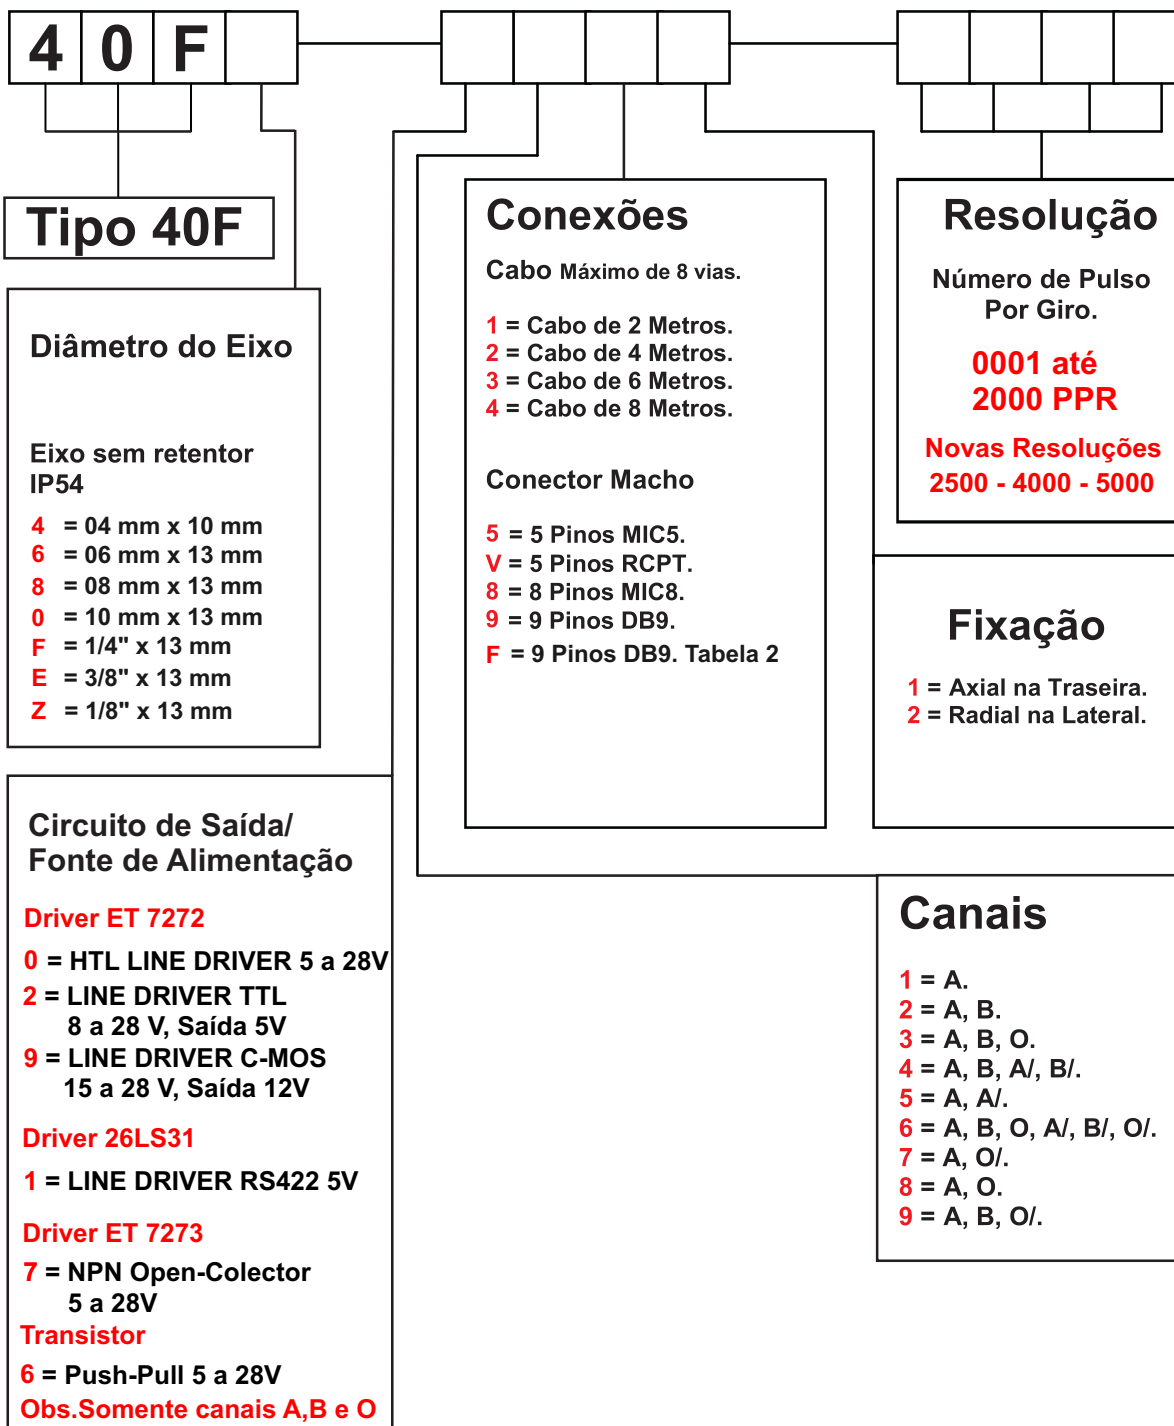 4 0 F
Tipo 40F
Diâmetro do Eixo
Eixo sem retentor
IP54
4 = 04 mm x 10 mm
6 = 06 mm x 13 mm
8 = 08 mm x 13 mm
0 = 10 mm x 13 mm
F = 1/4" x 13 mm
E = 3/8" x 13 mm
Z = 1/8" x 13 mm
Circuito de Saída/
Fonte de Alimentação
Driver ET 7272
0 = HTL LINE DRIVER 5 a 28V
2 = LINE DRIVER TTL
8 a 28 V, Saída 5V
9 = LINE DRIVER C-MOS
15 a 28 V, Saída 12V
Driver 26LS31
1 = LINE DRIVER RS422 5V
Driver ET 7273
7 = NPN Open-Colector
5 a 28V
Transistor
6 = Push-Pull 5 a 28V
Obs.Somente canais A,B e O
Conexões
Cabo Máximo de 8 vias.
1 = Cabo de 2 Metros.
2 = Cabo de 4 Metros.
3 = Cabo de 6 Metros.
4 = Cabo de 8 Metros.
Conector Macho
5 = 5 Pinos MIC5.
V = 5 Pinos RCPT.
8 = 8 Pinos MIC8.
9 = 9 Pinos DB9.
F = 9 Pinos DB9. Tabela 2
Resolução
Número de Pulso
Por Giro.
0001 até
2000 PPR
Novas Resoluções
2500 - 4000 - 5000
Fixação
1 = Axial na Traseira.
2 = Radial na Lateral.
Canais
1 = A.
2 = A, B.
3 = A, B, O.
4 = A, B, A/, B/.
5 = A, A/.
6 = A, B, O, A/, B/, O/.
7 = A, O/.
8 = A, O.
9 = A, B, O/.